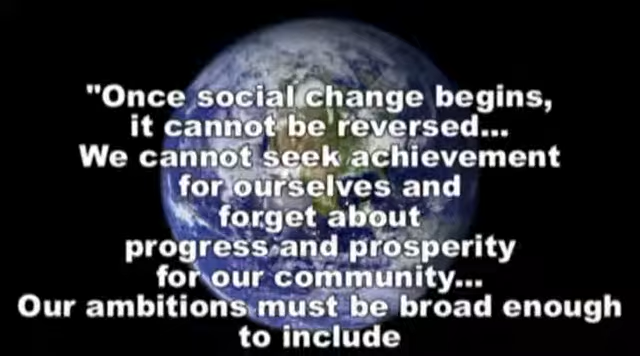 "Once social change begins,
it cannot be reversed...
We cannot seek achievement
for ourselves and
forget about
progress and prosperity
for our community...
Our ambitions must be broad enough
to include